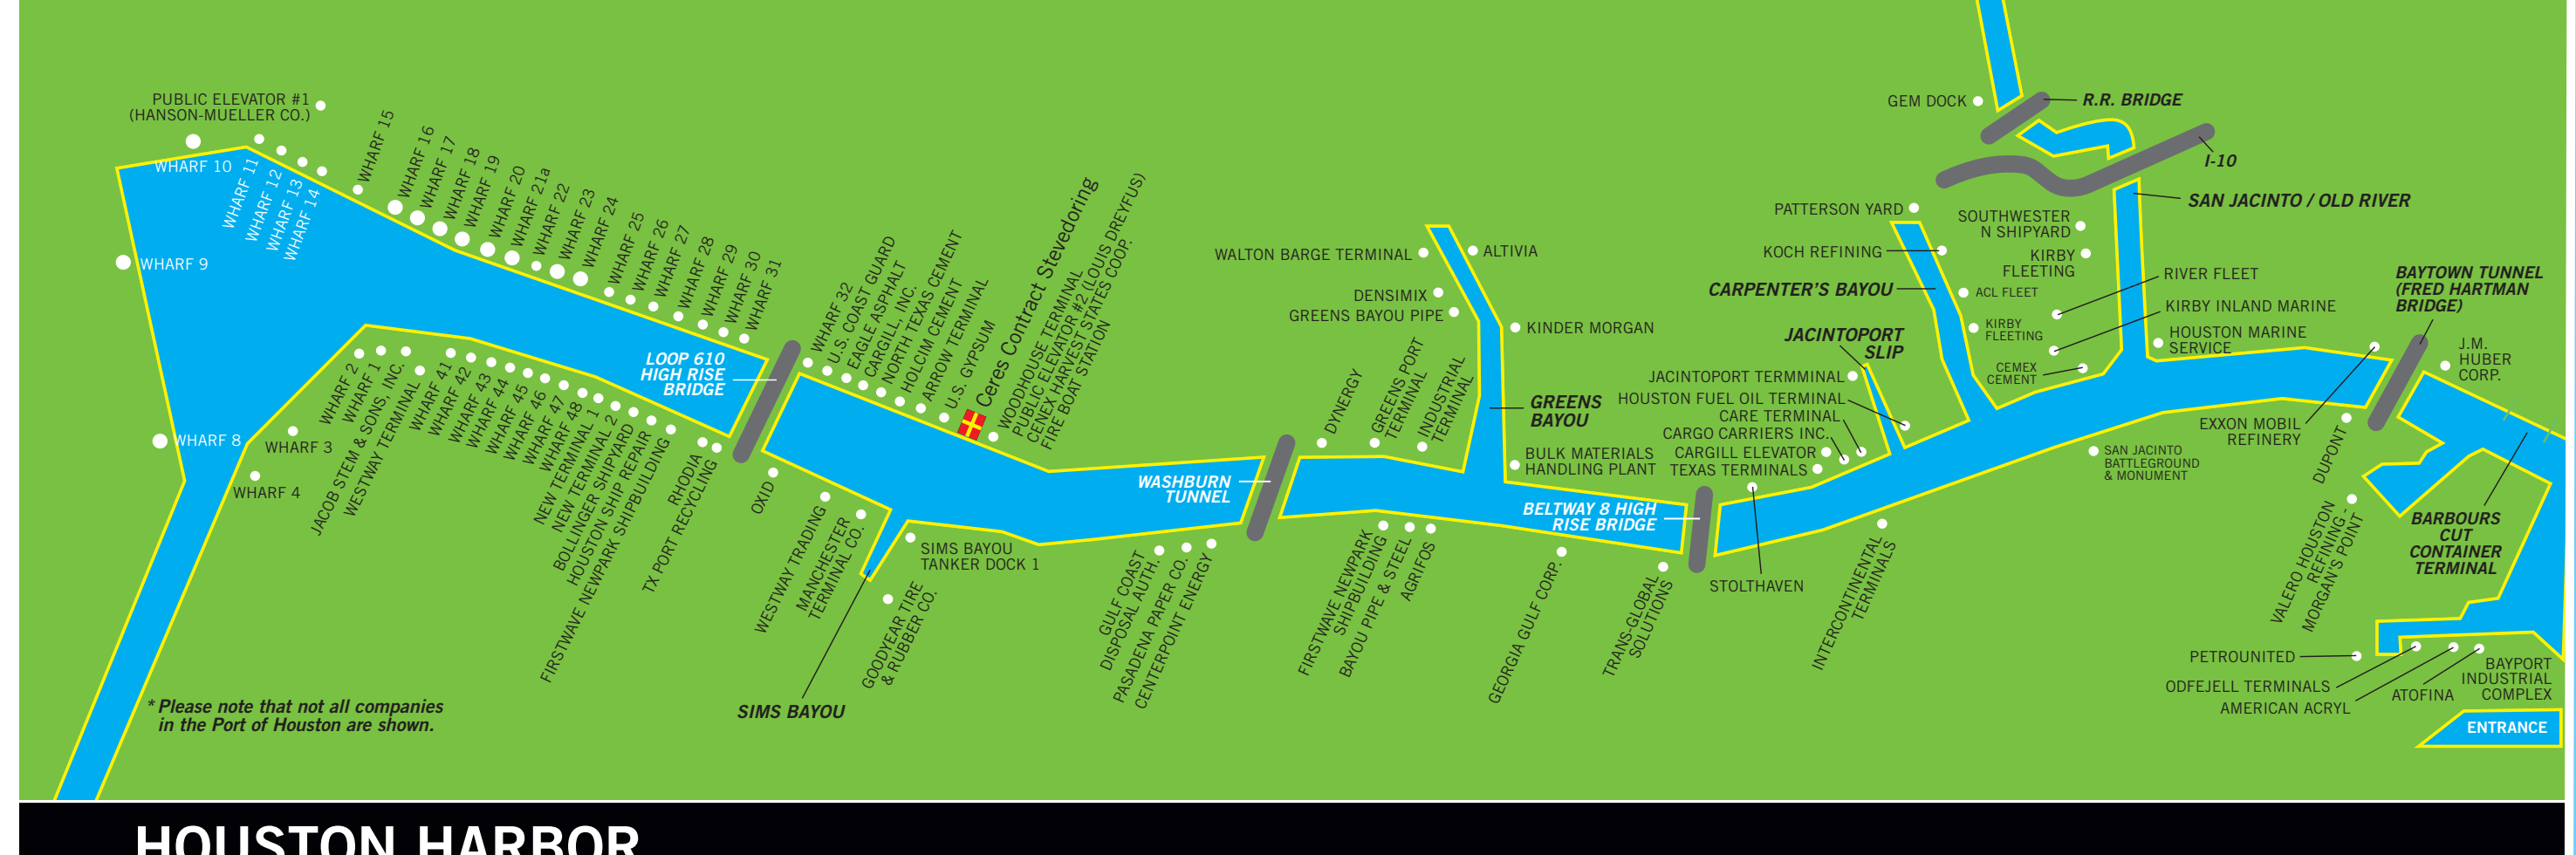 PUBLIC ELEVATOR #1
(HANSON-MUELLER CO.)
WHARF 10
WHARF 11
WHARF 12
WHARF 13
WHARF 14
WHARF 15
WHARF 16
WHARF 17
WHARF 18
WHARF 19
WHARF 20
WHARF 21a
WHARF 22
WHARF 23
WHARF 24
WHARF 25
WHARF 26
WHARF 27
WHARF 28
WHARF 29
WHARF 30
WHARF 31
WHARF 9
WHARF 8
WHARF 3
WHARF 4
WHARF 2
WHARF 1
JACOB STEM & SONS, INC.
WESTWAY TERMINAL
WHARF 41
WHARF 42
WHARF 43
WHARF 44
WHARF 45
WHARF 46
WHARF 47
WHARF 48
NEW TERMINAL 1
NEW TERMINAL 2
BOLLINGER SHIPYARD
HOUSTON SHIP REPAIR
FIRSTWAVE NEWPARK SHIPBUILDING
RHODIA
TX PORT RECYCLING
LOOP 610
HIGH RISE
BRIDGE
WHARF 32
U.S. COAST GUARD
EAGLE ASPHALT
CARGILL, INC.
NORTH TEXAS CEMENT
HOLCIM CEMENT
ARROW TERMINAL
U.S. GYPSUM
Ceres Contract Stevedoring
WOODHOUSE TERMINAL
PUBLIC ELEVATOR #2 (LOUIS DREYFUS)
CENEX HARVEST STATES COOP.
FIRE BOAT STATION
OXID
WESTWAY TRADING
MANCHESTER
TERMINAL CO.
SIMS BAYOU
TANKER DOCK 1
GOODYEAR TIRE
& RUBBER CO.
SIMS BAYOU
GULF COAST
DISPOSAL AUTH.
PASADENA PAPER CO.
CENTERPOINT ENERGY
WASHBURN
TUNNEL
DYNERGY
GREENS PORT
TERMINAL
INDUSTRIAL
TERMINAL
WALTON BARGE TERMINAL
DENSIMIX
GREENS BAYOU PIPE
ALTIVIA
KINDER MORGAN
GREENS
BAYOU
BULK MATERIALS
HANDLING PLANT
FIRSTWAVE NEWPARK
SHIPBUILDING
BAYOU PIPE & STEEL
AGRIFOS
GEORGIA GULF CORP.
BELTWAY 8 HIGH
RISE BRIDGE
TRANS-GLOBAL
SOLUTIONS
STOLTHAVEN
INTERCONTINENTAL
TERMINALS
PATTERSON YARD
KOCH REFINING
CARPENTER'S BAYOU
JACINTOPORT
SLIP
JACINTOPORT TERMMINAL
HOUSTON FUEL OIL TERMINAL
CARE TERMINAL
CARGO CARRIERS INC.
CARGILL ELEVATOR
TEXAS TERMINALS
GEM DOCK
R.R. BRIDGE
I-10
SAN JACINTO / OLD RIVER
SOUTHWESTER
N SHIPYARD
KIRBY
FLEETING
ACL FLEET
KIRBY
FLEETING
CEMEX
CEMENT
RIVER FLEET
KIRBY INLAND MARINE
HOUSTON MARINE
SERVICE
SAN JACINTO
BATTLEGROUND
& MONUMENT
EXXON MOBIL
REFINERY
BAYTOWN TUNNEL
(FRED HARTMAN
BRIDGE)
J.M.
HUBER
CORP.
DUPONT
VALERO HOUSTON
REFINING -
MORGAN'S POINT
BARBOURS
CUT
CONTAINER
TERMINAL
PETROUNITED
ODFEJELL TERMINALS
AMERICAN ACRYL
ATOFINA
BAYPORT
INDUSTRIAL
COMPLEX
ENTRANCE
* Please note that not all companies
in the Port of Houston are shown.
HOUSTON HARBOR